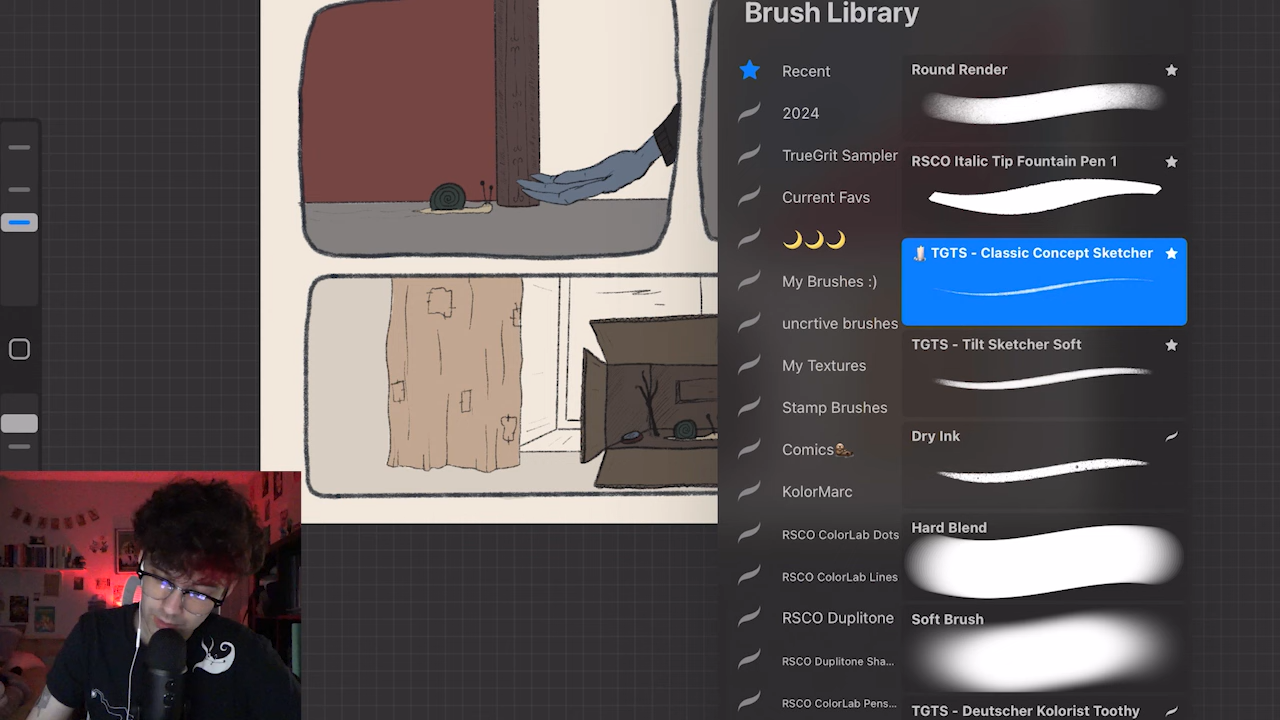 Brush Library
Recent
2024
TrueGrit Sampler
Current Favs
🌙🌙🌙
My Brushes :)
uncrtive brushes
My Textures
Stamp Brushes
Comics🦦
KolorMarc
RSCO ColorLab Dots
RSCO ColorLab Lines
RSCO Duplitone
RSCO Duplitone Sha...
RSCO ColorLab Pens...
Round Render
RSCO Italic Tip Fountain Pen 1
TGTS - Classic Concept Sketcher
TGTS - Tilt Sketcher Soft
Dry Ink
Hard Blend
Soft Brush
TGTS - Deutscher Kolorist Toothy